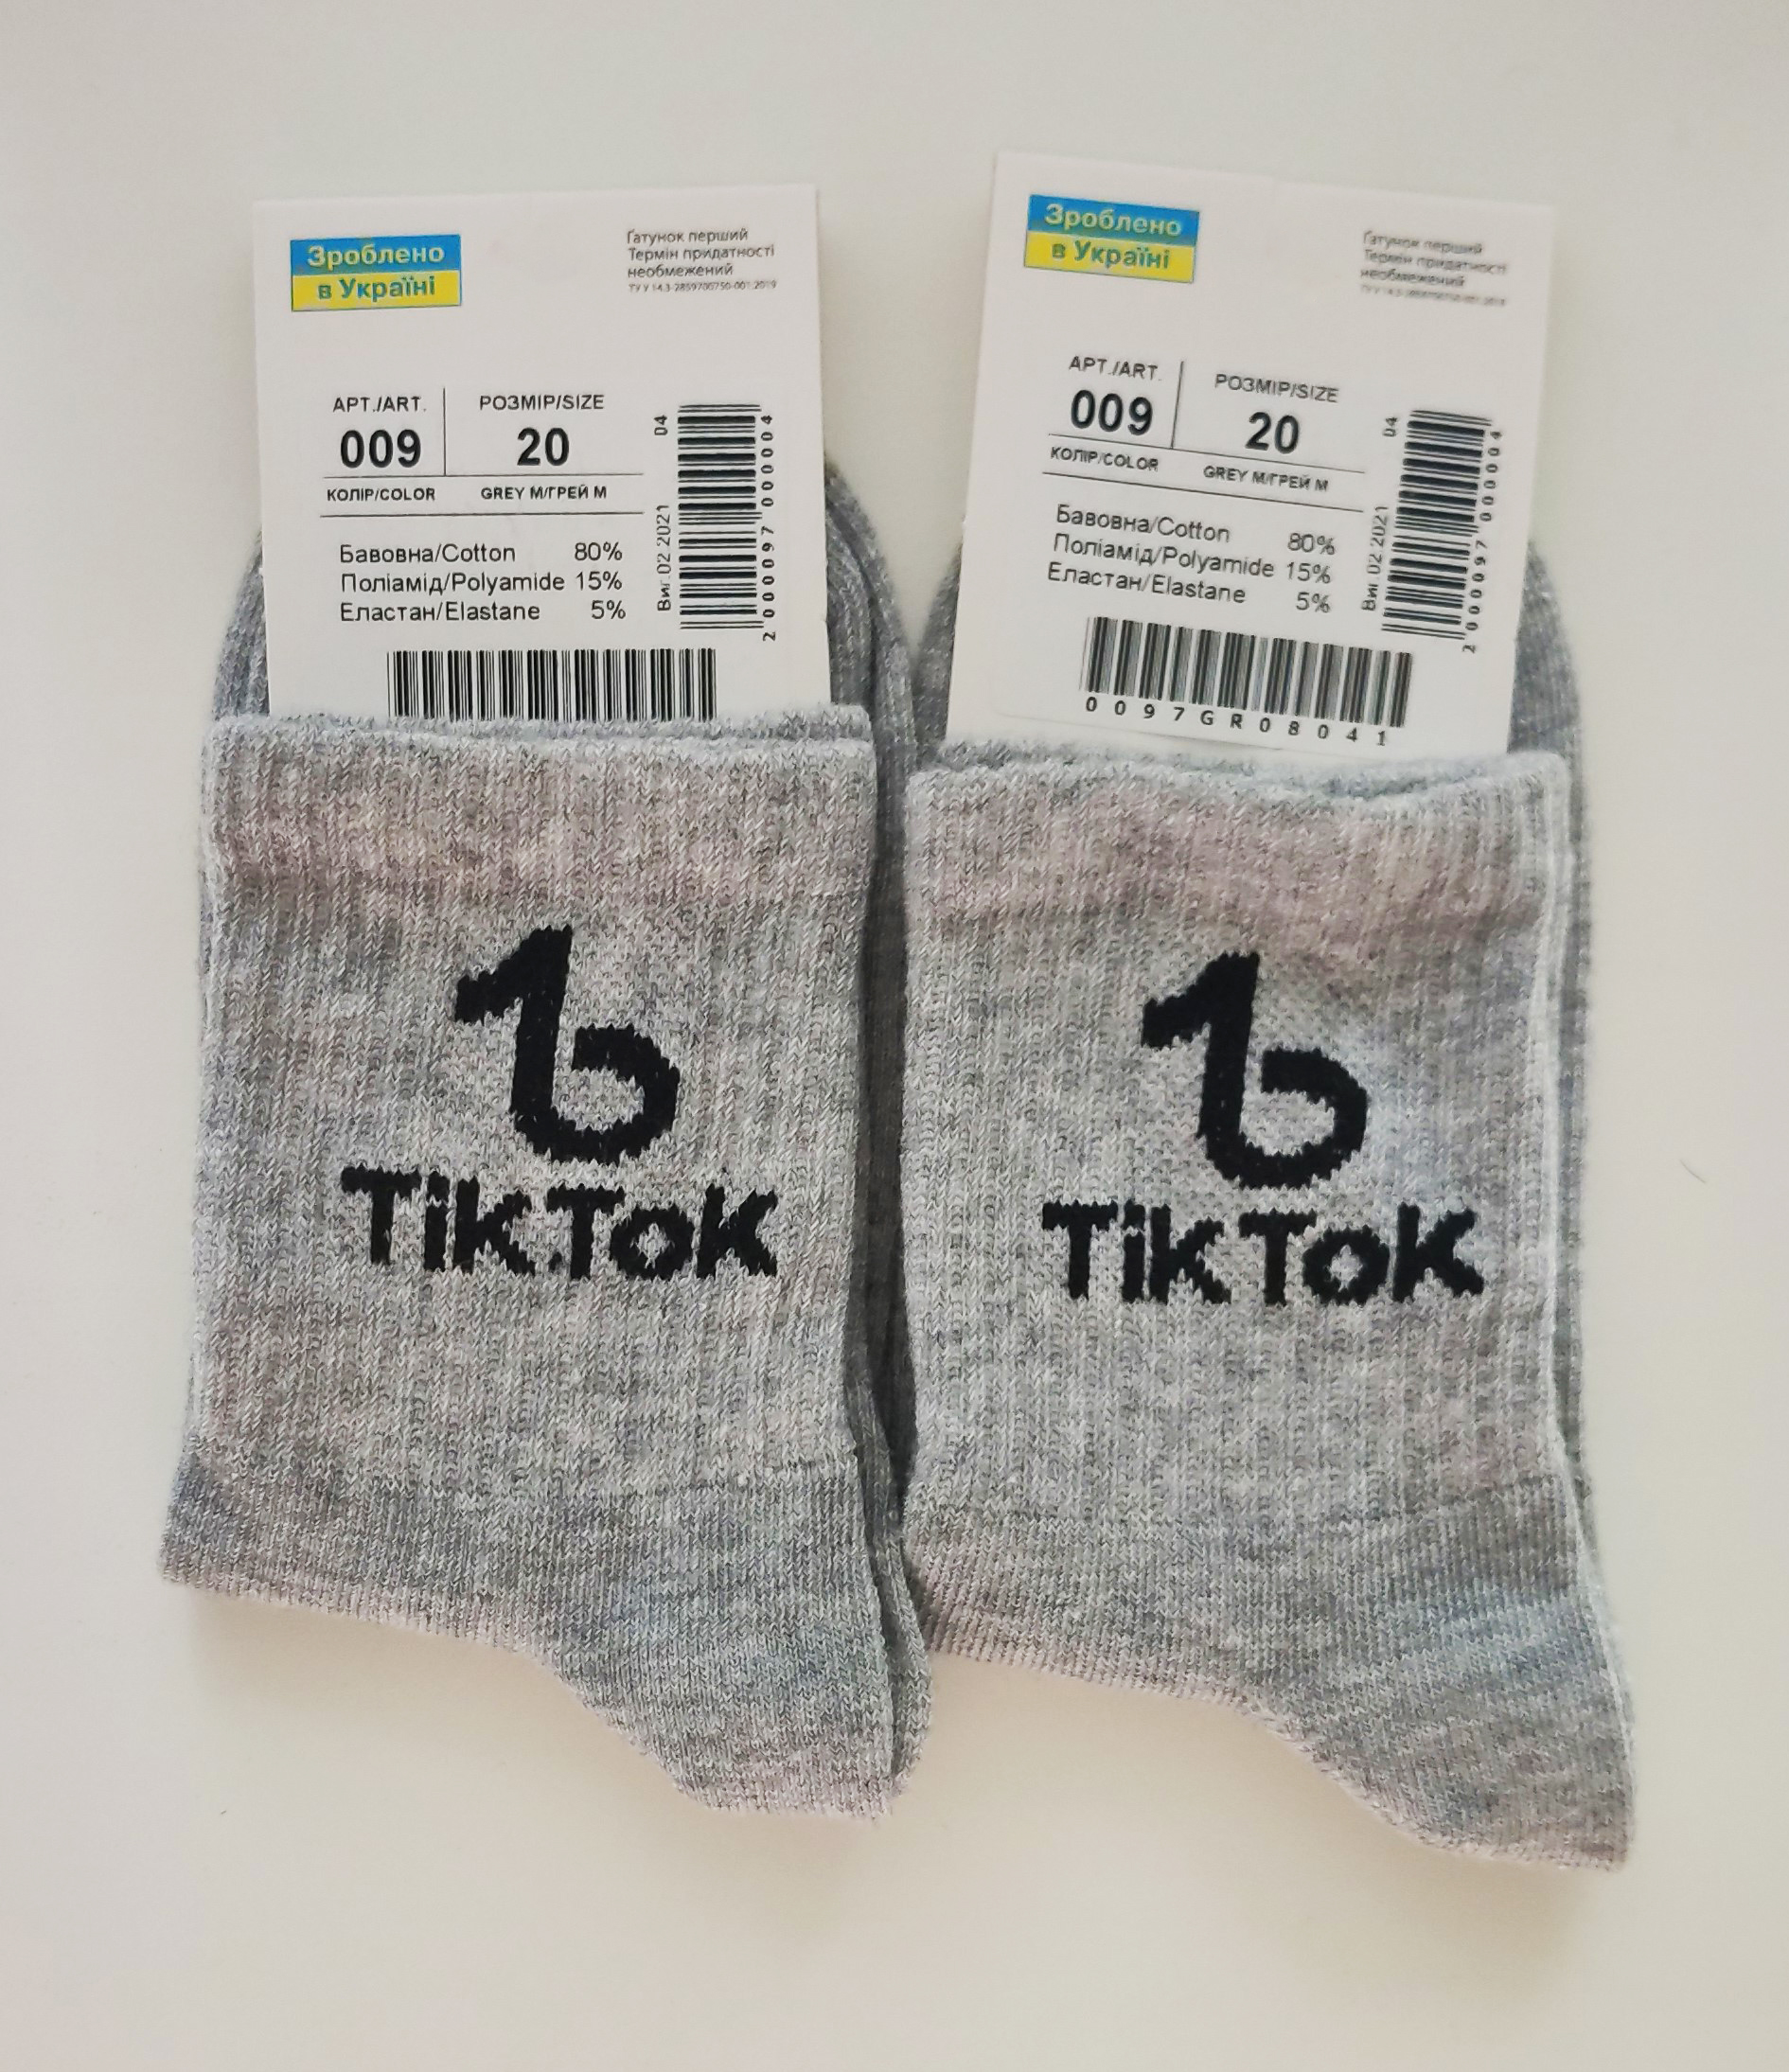 Зроблено
в Україні
Ґатунок перший
Термін придатності
необмежений
АРТ./ART.
009
РОЗМІР/SIZE
20
КОЛІР/COLOR
GREY M/ГРЕЙ М
Бавовна/Cotton 80%
Поліамід/Polyamide 15%
Еластан/Elastane 5%
Виг.02 2021
04
2000097000004
TikTok
Зроблено
в Україні
Ґатунок перший
Термін придатності
необмежений
АРТ./ART.
009
РОЗМІР/SIZE
20
КОЛІР/COLOR
GREY M/ГРЕЙ М
Бавовна/Cotton 80%
Поліамід/Polyamide 15%
Еластан/Elastane 5%
Виг.02 2021
04
2000097000004
0097GR08041
TikTok